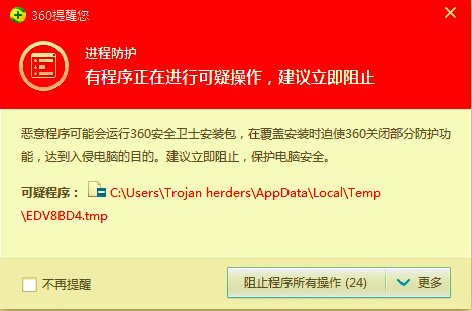 360提醒您
进程防护
有程序正在进行可疑操作，建议立即阻止
恶意程序可能会运行360安全卫士安装包，在覆盖安装时迫使360关闭部分防护功
能，达到入侵电脑的目的。建议立即阻止，保护电脑安全。
可疑程序： C:\Users\Trojan herders\AppData\Local\Temp
\EDV8BD4.tmp
不再提醒
阻止程序所有操作 (24)
更多